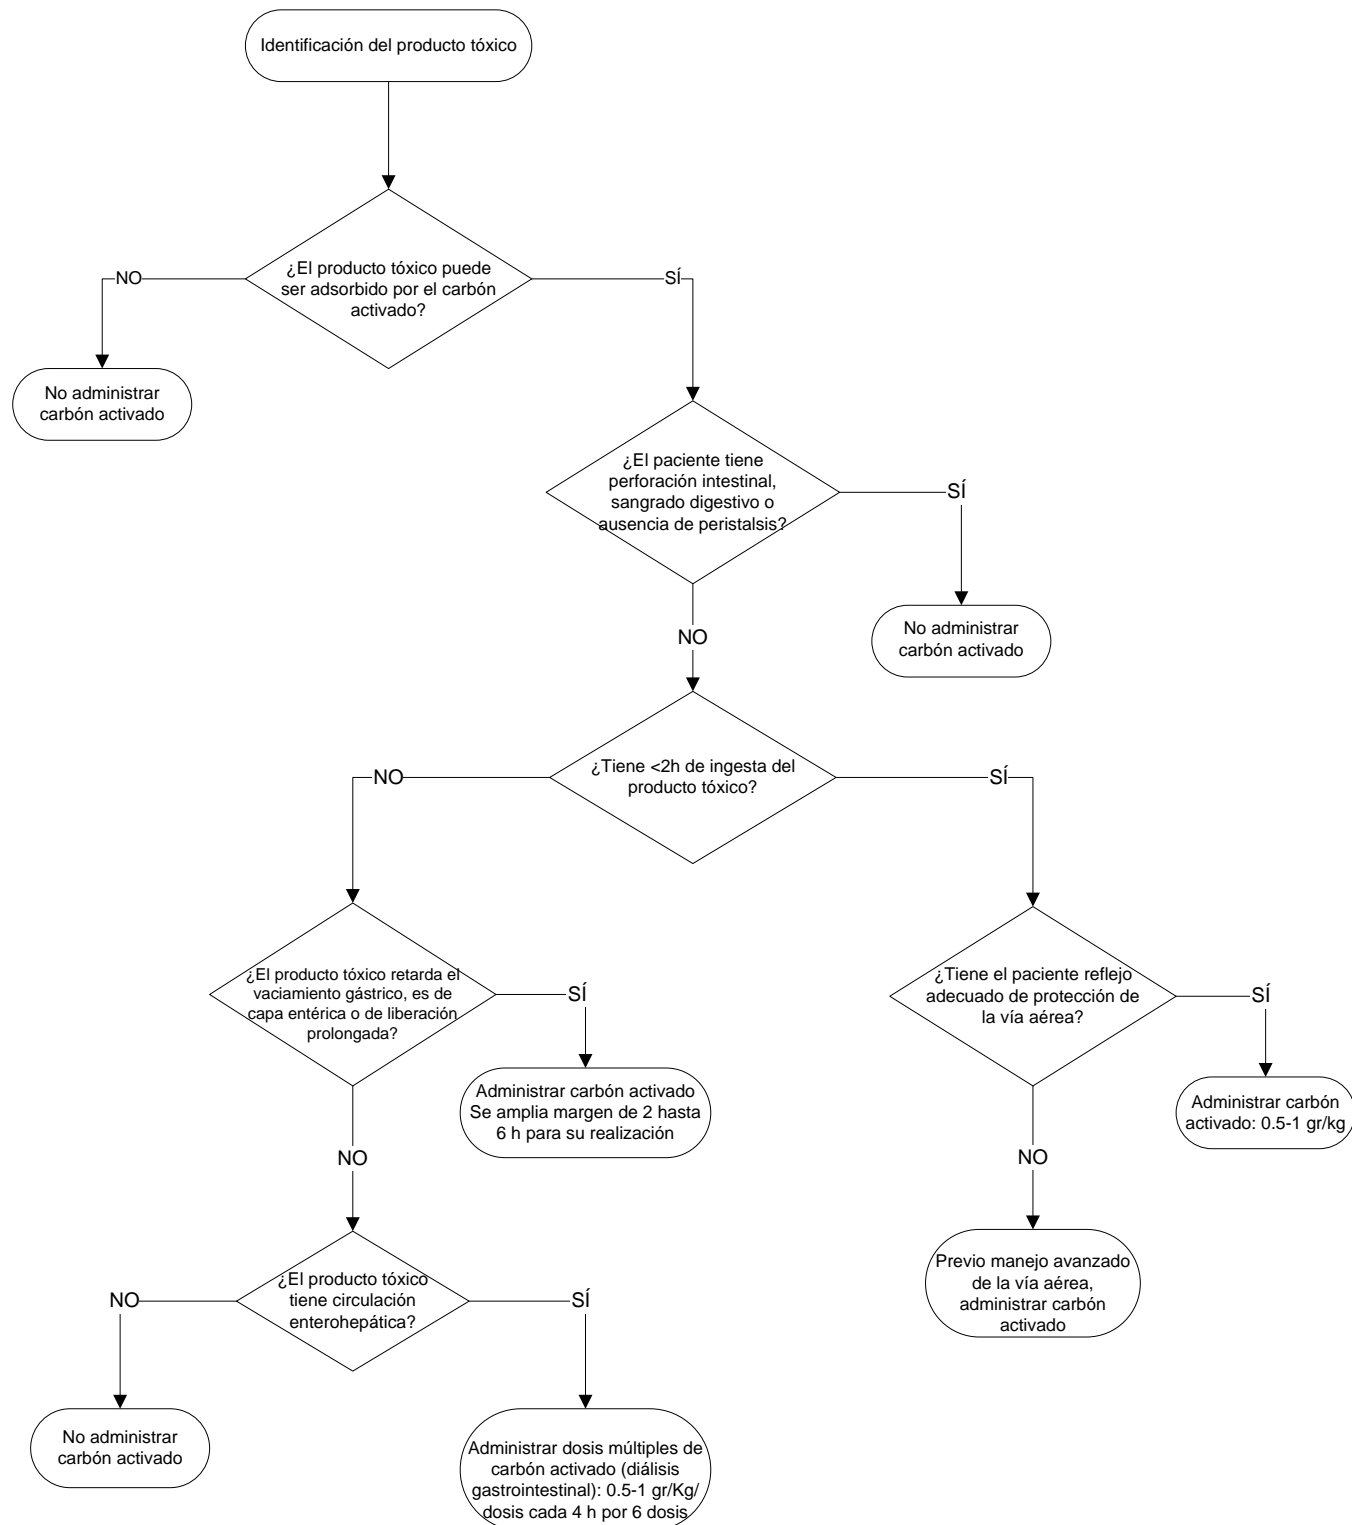 Identificación del producto tóxico
¿El producto tóxico puede
ser adsorbido por el carbón
activado?
NO
SÍ
No administrar
carbón activado
¿El paciente tiene
perforación intestinal,
sangrado digestivo o
ausencia de peristalsis?
SÍ
NO
No administrar
carbón activado
¿Tiene <2h de ingesta del
producto tóxico?
NO
SÍ
¿El producto tóxico retarda el
vaciamiento gástrico, es de
capa entérica o de liberación
prolongada?
SÍ
NO
Administrar carbón activado
Se amplia margen de 2 hasta
6 h para su realización
¿Tiene el paciente reflejo
adecuado de protección de
la vía aérea?
SÍ
NO
Administrar carbón
activado: 0.5-1 gr/kg
Previo manejo avanzado
de la vía aérea,
administrar carbón
activado
¿El producto tóxico
tiene circulación
enterohepática?
NO
SÍ
No administrar
carbón activado
Administrar dosis múltiples de
carbón activado (diálisis
gastrointestinal): 0.5-1 gr/Kg/
dosis cada 4 h por 6 dosis